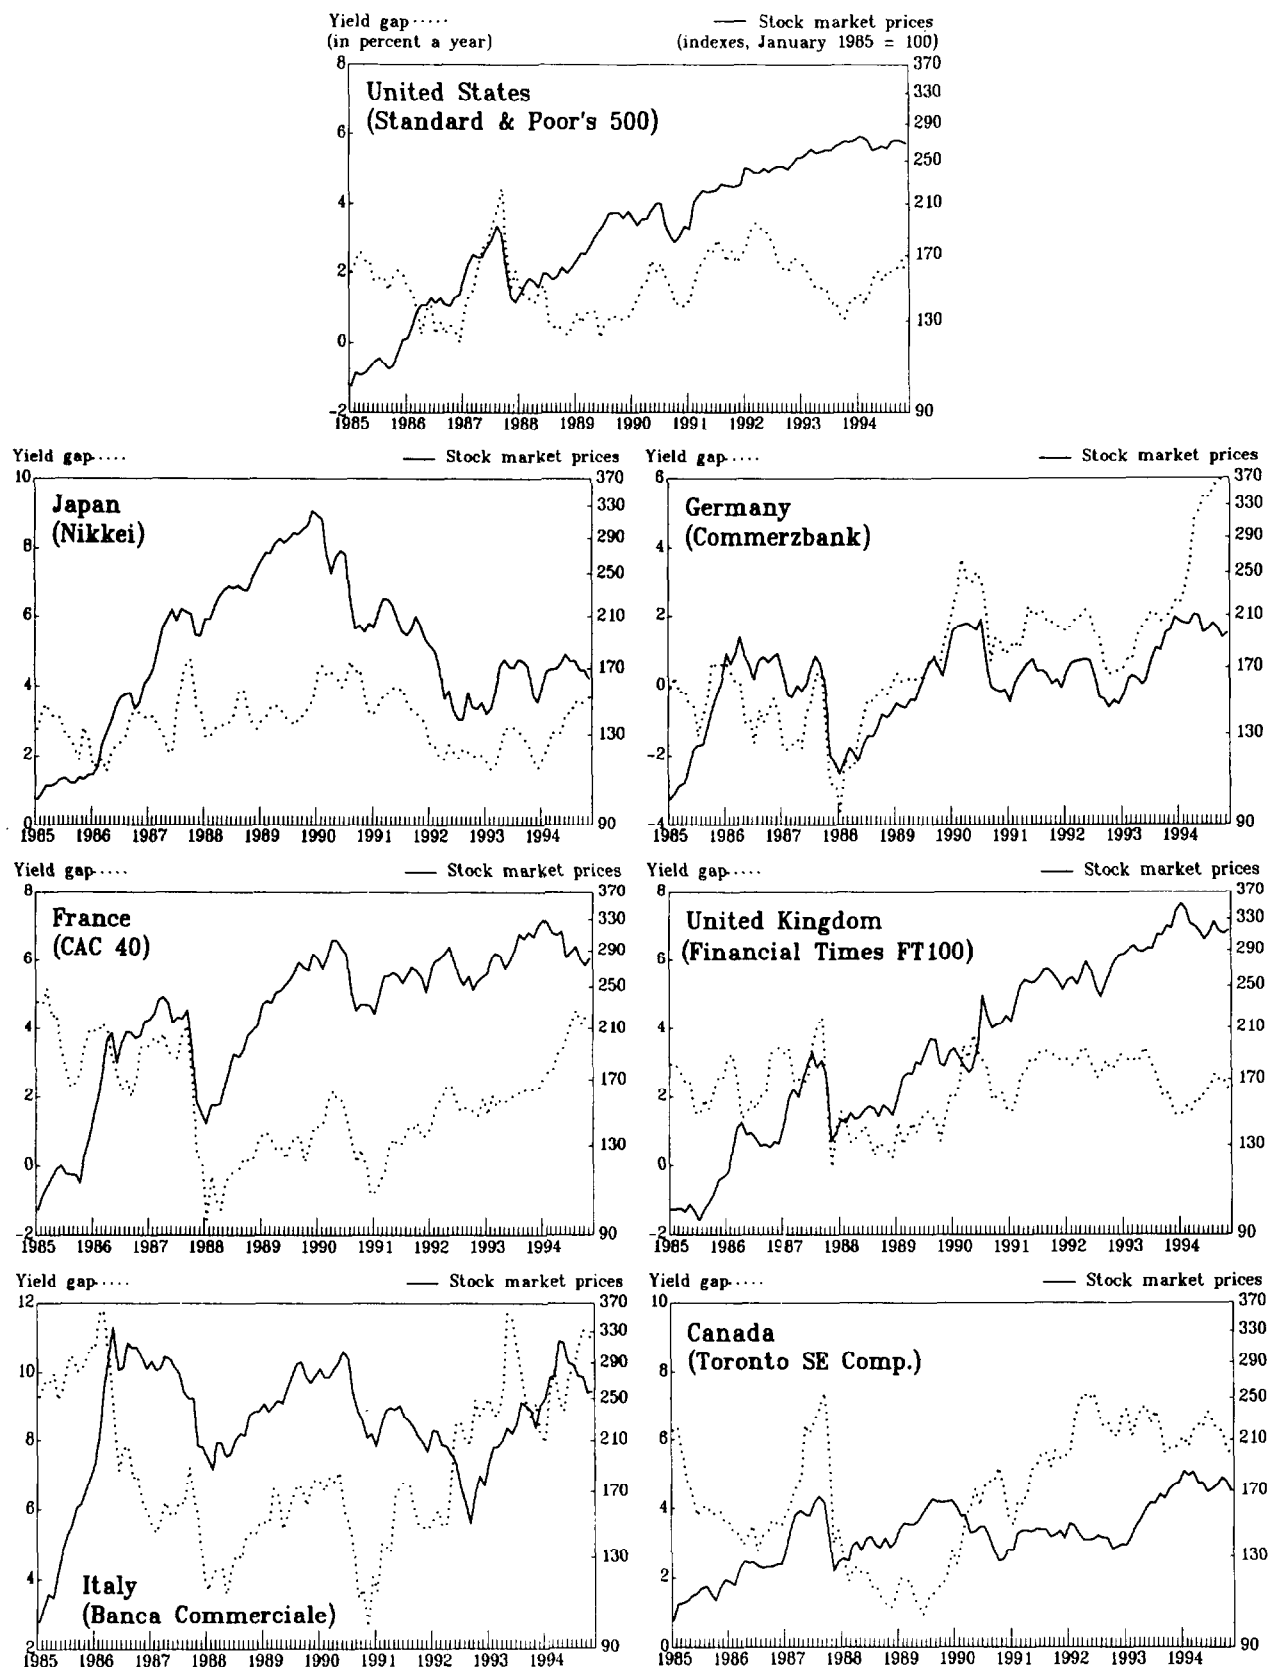 Yield gap ····· — Stock market prices
(in percent a year) (indexes, January 1985 = 100)
8 370
United States
(Standard & Poor's 500)
330
290
6
250
4 210
170
2
130
0
-2 90
1985 1986 1987 1988 1989 1990 1991 1992 1993 1994
Yield gap ····· — Stock market prices
10 370
Japan
(Nikkei)
330
290
8
250
6 210
170
4
130
2
0 90
1985 1986 1987 1988 1989 1990 1991 1992 1993 1994
Yield gap ····· — Stock market prices
6 370
Germany
(Commerzbank)
330
290
4
250
2 210
170
0
130
-2
-4 90
1985 1986 1987 1988 1989 1990 1991 1992 1993 1994
Yield gap ····· — Stock market prices
8 370
France
(CAC 40)
330
290
6
250
4 210
170
2
130
0
-2 90
1985 1986 1987 1988 1989 1990 1991 1992 1993 1994
Yield gap ····· — Stock market prices
8 370
United Kingdom
(Financial Times FT100)
330
290
6
250
4 210
170
2
130
0
-2 90
1985 1986 1987 1988 1989 1990 1991 1992 1993 1994
Yield gap ····· — Stock market prices
12 370
330
290
10
250
8 210
170
6
130
4
Italy
(Banca Commerciale)
2 90
1985 1986 1987 1988 1989 1990 1991 1992 1993 1994
Yield gap ····· — Stock market prices
10 370
Canada
(Toronto SE Comp.)
330
290
8
250
6 210
170
4
130
2
0 90
1985 1986 1987 1988 1989 1990 1991 1992 1993 1994